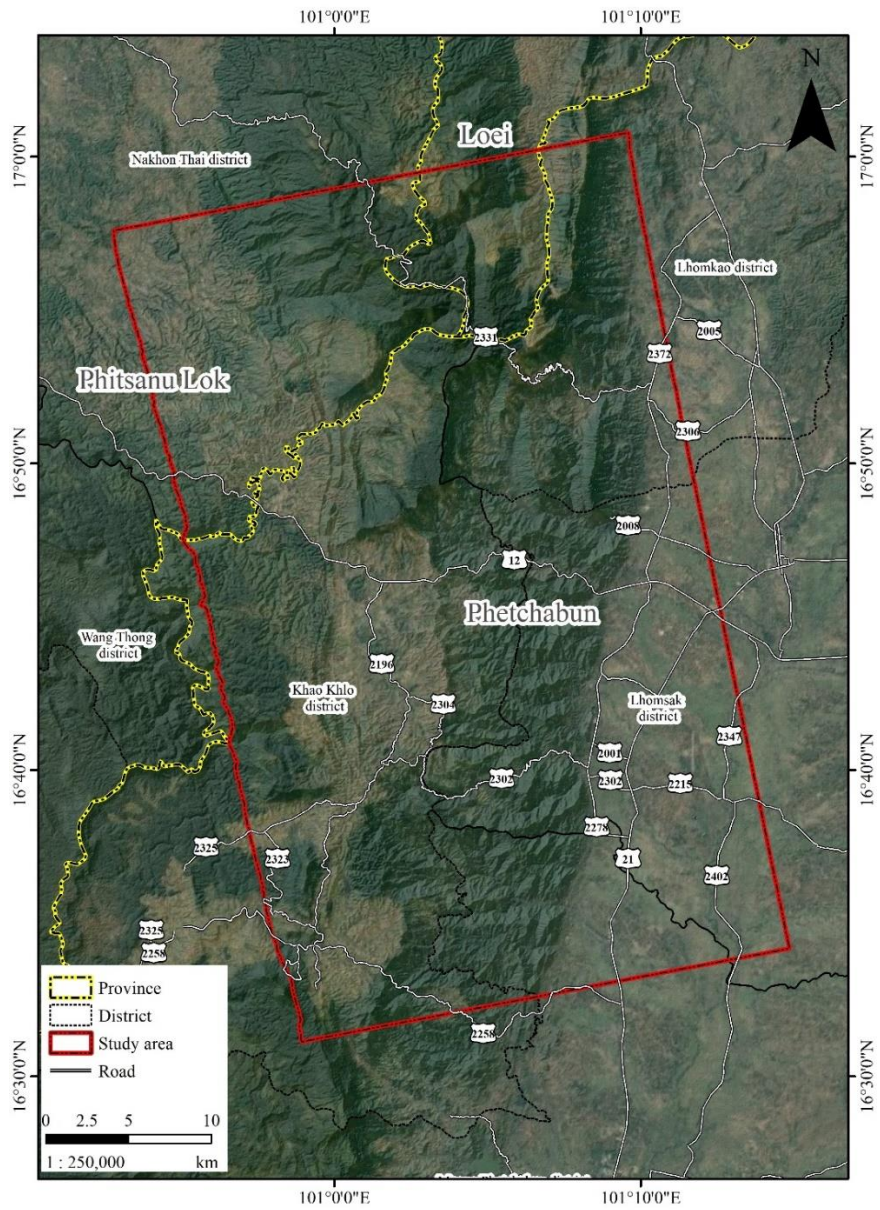 101°0'0"E
101°10'0"E
N
Loei
17°0'0"N
17°0'0"N
Nakhon Thai district
Lhomkao district
2331
2005
2372
Phitsanu Lok
2306
16°50'0"N
16°50'0"N
2008
12
Phetchabun
Wang Thong
district
2196
Khao Khlo
district
2304
Lhomsak
district
2347
2001
16°40'0"N
16°40'0"N
2302
2302
2215
2278
2325
2323
21
2402
2325
2258
2258
Province
District
Study area
Road
16°30'0"N
16°30'0"N
0
2.5
5
10
1 : 250,000
km
101°0'0"E
101°10'0"E